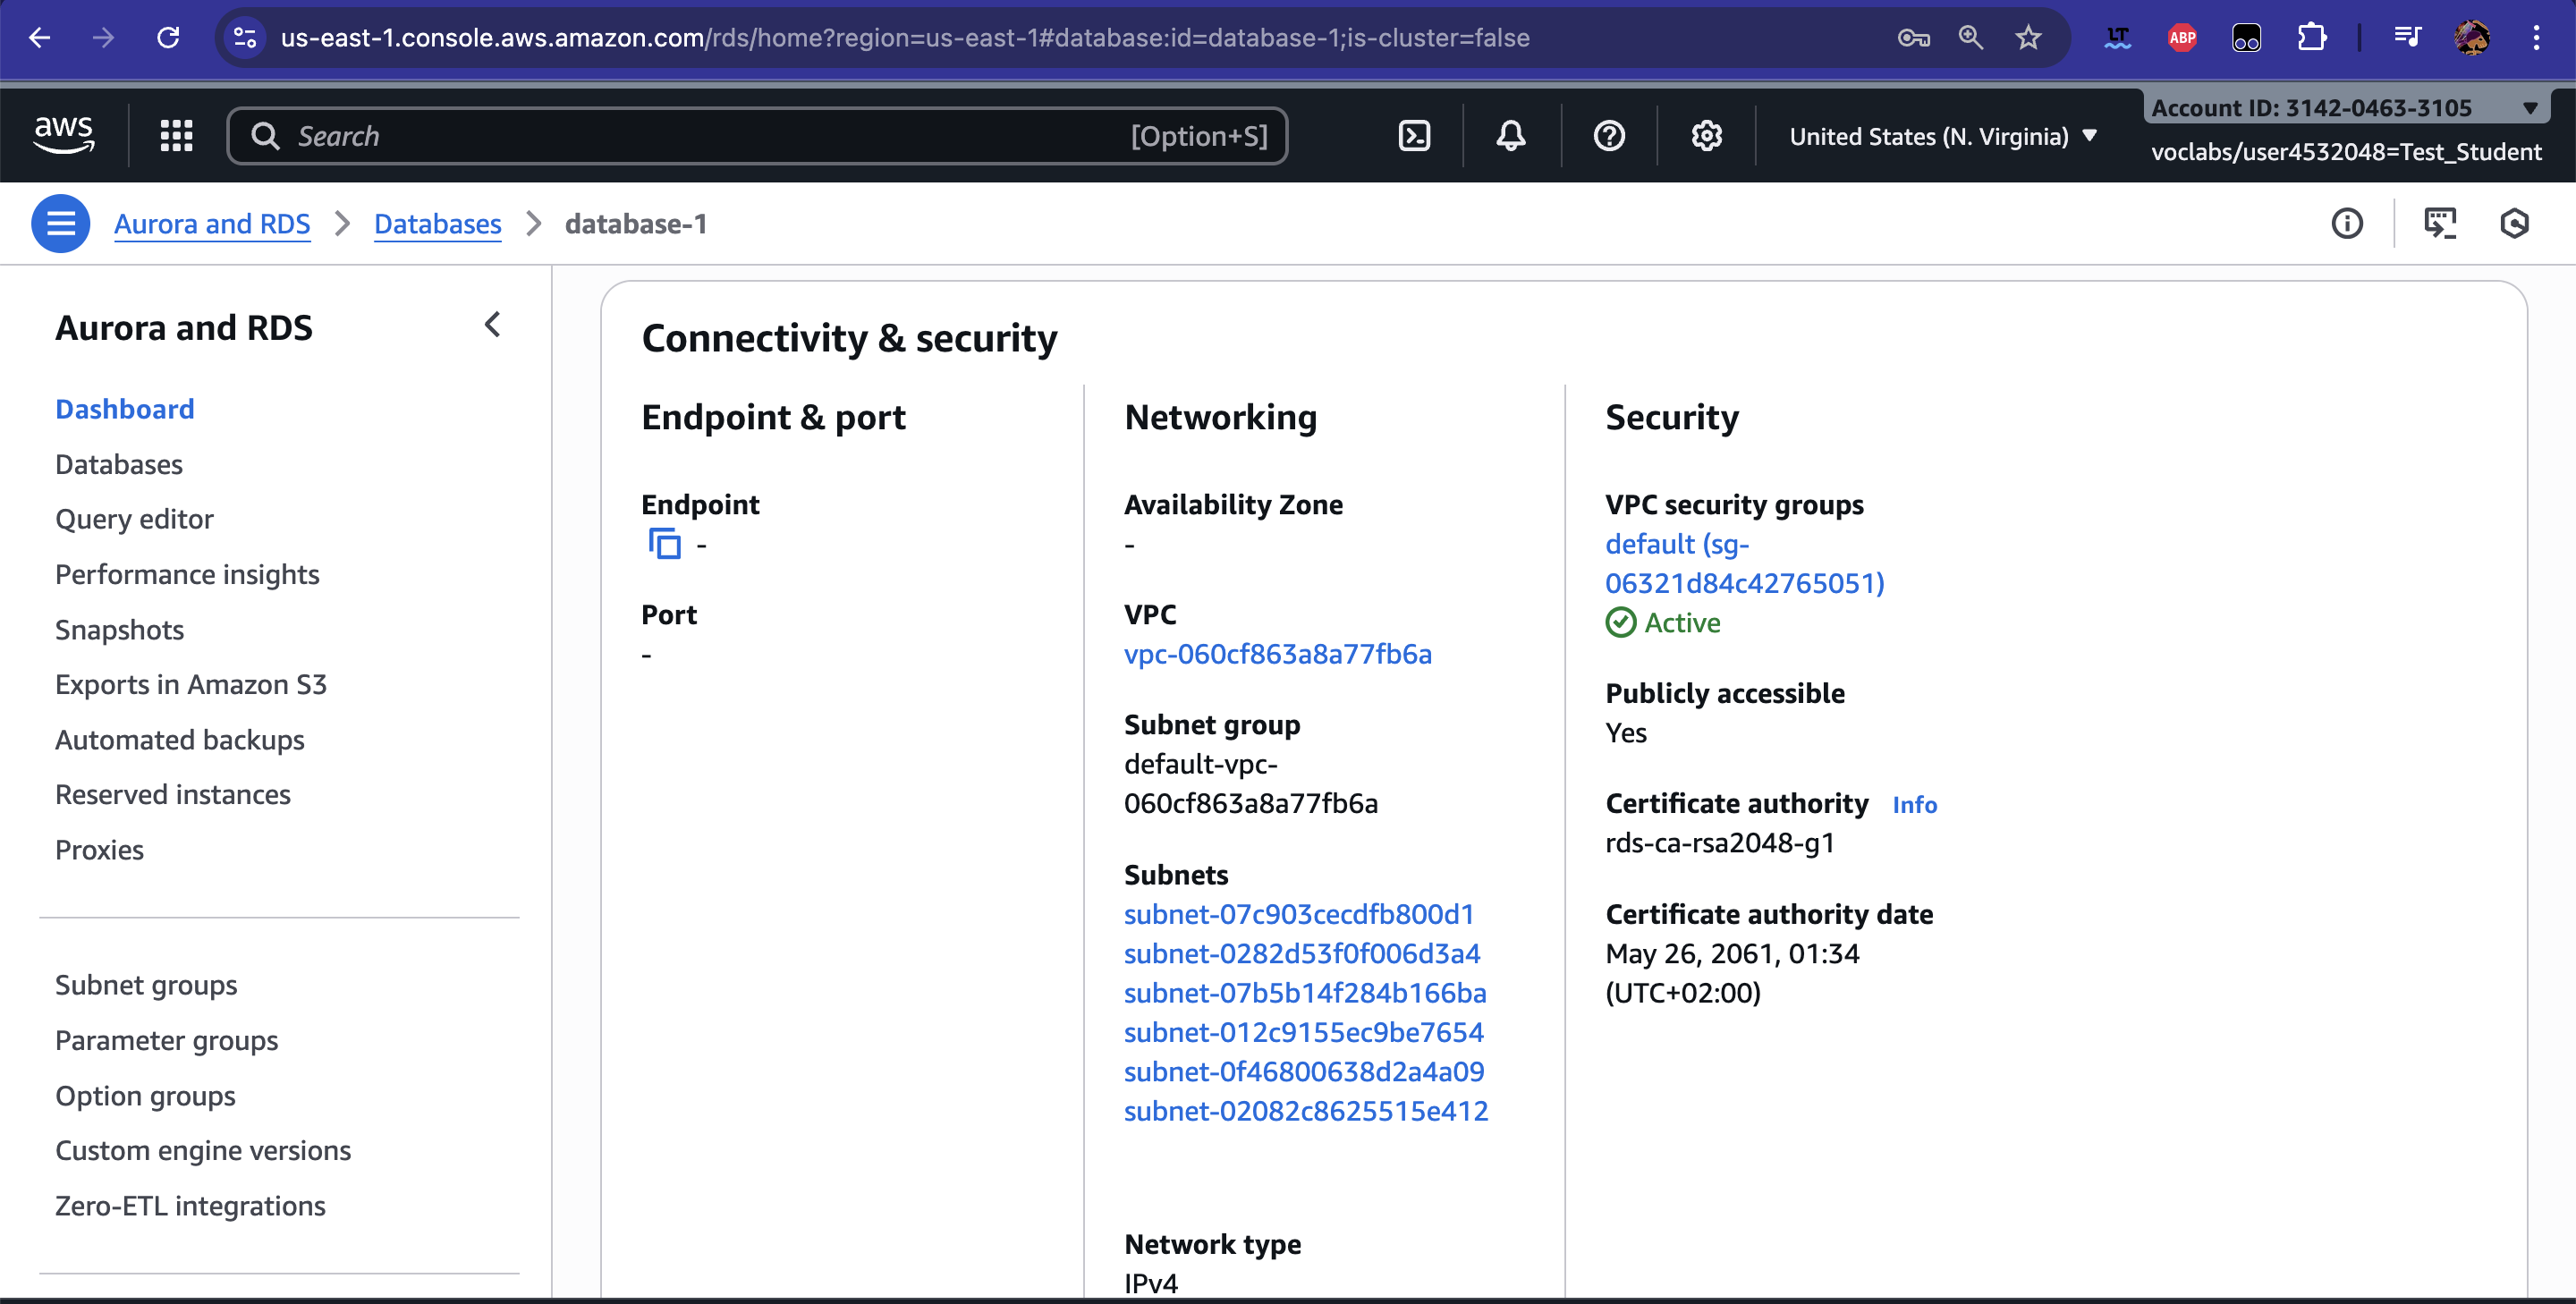 us-east-1.console.aws.amazon.com/rds/home?region=us-east-1#database:id=database-1;is-cluster=false
LT
ABP
aws
Search
[Option+S]
United States (N. Virginia)
Account ID: 3142-0463-3105
voclabs/user4532048=Test_Student
Aurora and RDS
Databases
database-1
Aurora and RDS
Dashboard
Databases
Query editor
Performance insights
Snapshots
Exports in Amazon S3
Automated backups
Reserved instances
Proxies
Subnet groups
Parameter groups
Option groups
Custom engine versions
Zero-ETL integrations
Connectivity & security
Endpoint & port
Endpoint
-
Port
-
Networking
Availability Zone
-
VPC
vpc-060cf863a8a77fb6a
Subnet group
default-vpc-
060cf863a8a77fb6a
Subnets
subnet-07c903cecdfb800d1
subnet-0282d53f0f006d3a4
subnet-07b5b14f284b166ba
subnet-012c9155ec9be7654
subnet-0f46800638d2a4a09
subnet-02082c8625515e412
Network type
IPv4
Security
VPC security groups
default (sg-
06321d84c42765051)
Active
Publicly accessible
Yes
Certificate authority Info
rds-ca-rsa2048-g1
Certificate authority date
May 26, 2061, 01:34
(UTC+02:00)